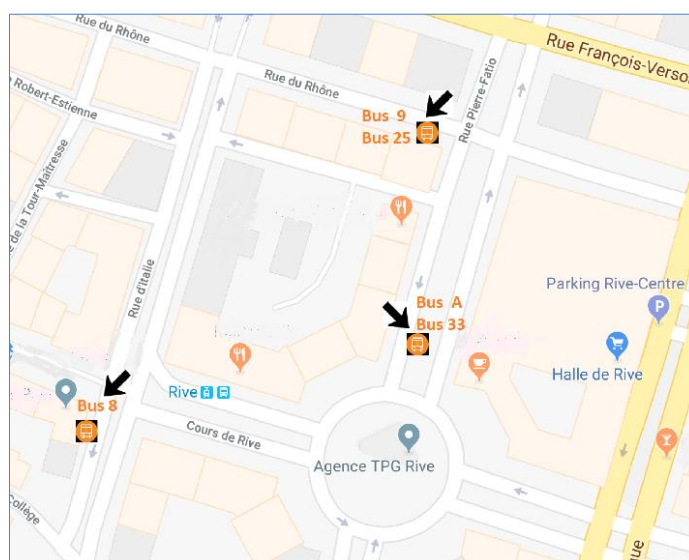 Rue du Rhône
Rue François-Verson
Rue du Rhône
Robert-Estienne
Rue Pierre-Fatio
Bus 9
Bus 25
de la Tour-Maîtresse
Rue d'Italie
Parking Rive-Centre
P
Bus A
Bus 33
Halle de Rive
Rive
Bus 8
Cours de Rive
Agence TPG Rive
Collège